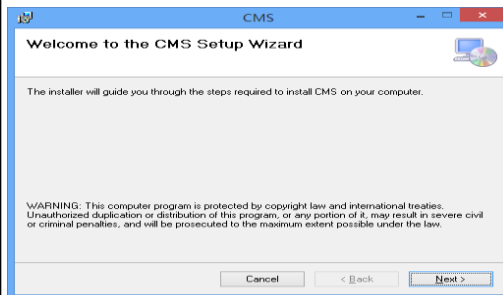 CMS
Welcome to the CMS Setup Wizard
The installer will guide you through the steps required to install CMS on your computer.
WARNING: This computer program is protected by copyright law and international treaties.
Unauthorized duplication or distribution of this program, or any portion of it, may result in severe civil
or criminal penalties, and will be prosecuted to the maximum extent possible under the law.
Cancel < Back Next >